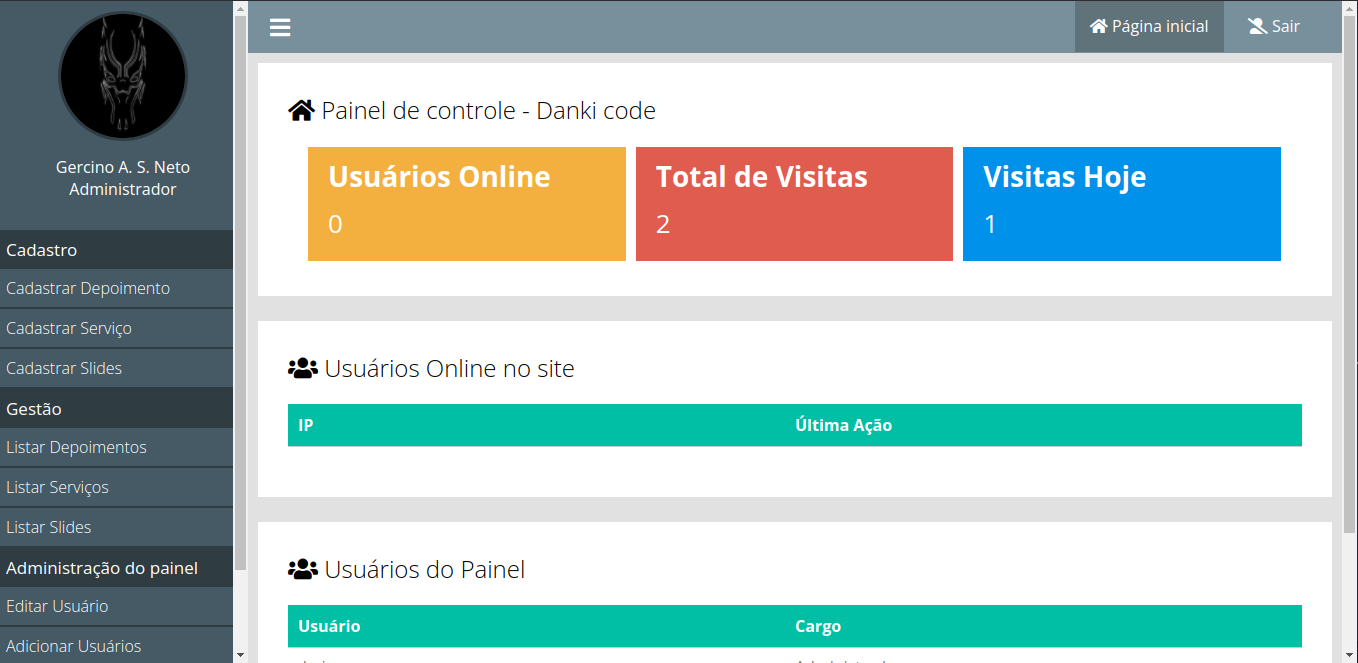 Gercino A. S. Neto
Administrador
Cadastro
Cadastrar Depoimento
Cadastrar Serviço
Cadastrar Slides
Gestão
Listar Depoimentos
Listar Serviços
Listar Slides
Administração do painel
Editar Usuário
Adicionar Usuários
Página inicial
Sair
Painel de controle - Danki code
Usuários Online
0
Total de Visitas
2
Visitas Hoje
1
Usuários Online no site
IP Última Ação
Usuários do Painel
Usuário Cargo